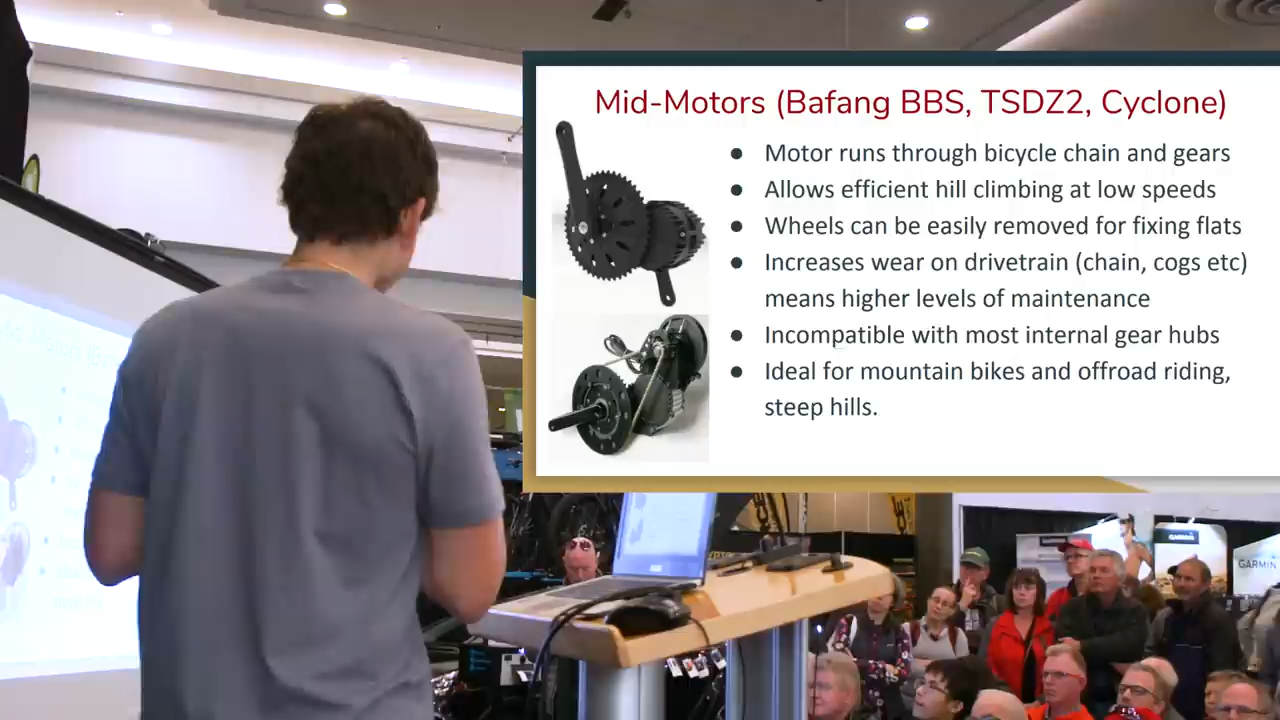 Mid-Motors (Bafang BBS, TSDZ2, Cyclone)
● Motor runs through bicycle chain and gears
● Allows efficient hill climbing at low speeds
● Wheels can be easily removed for fixing flats
● Increases wear on drivetrain (chain, cogs etc)
means higher levels of maintenance
● Incompatible with most internal gear hubs
● Ideal for mountain bikes and offroad riding,
steep hills.
GARMIN
GARMIN